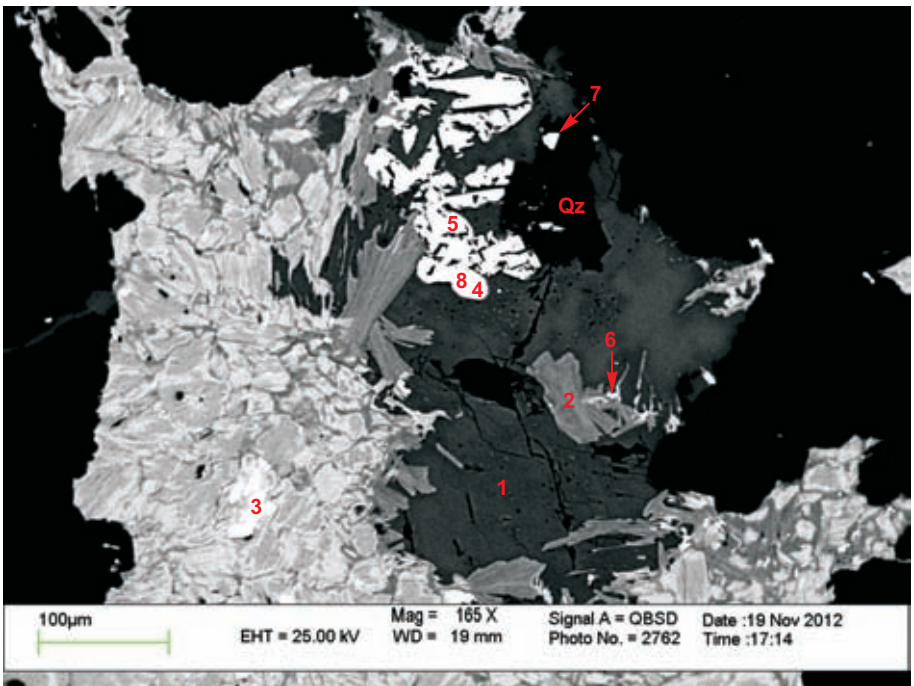 7
Qz
5
8 4
6
2
1
3
100µm
EHT = 25.00 kV
Mag = 165 X
WD = 19 mm
Signal A = QBSD
Photo No. = 2762
Date :19 Nov 2012
Time :17:14